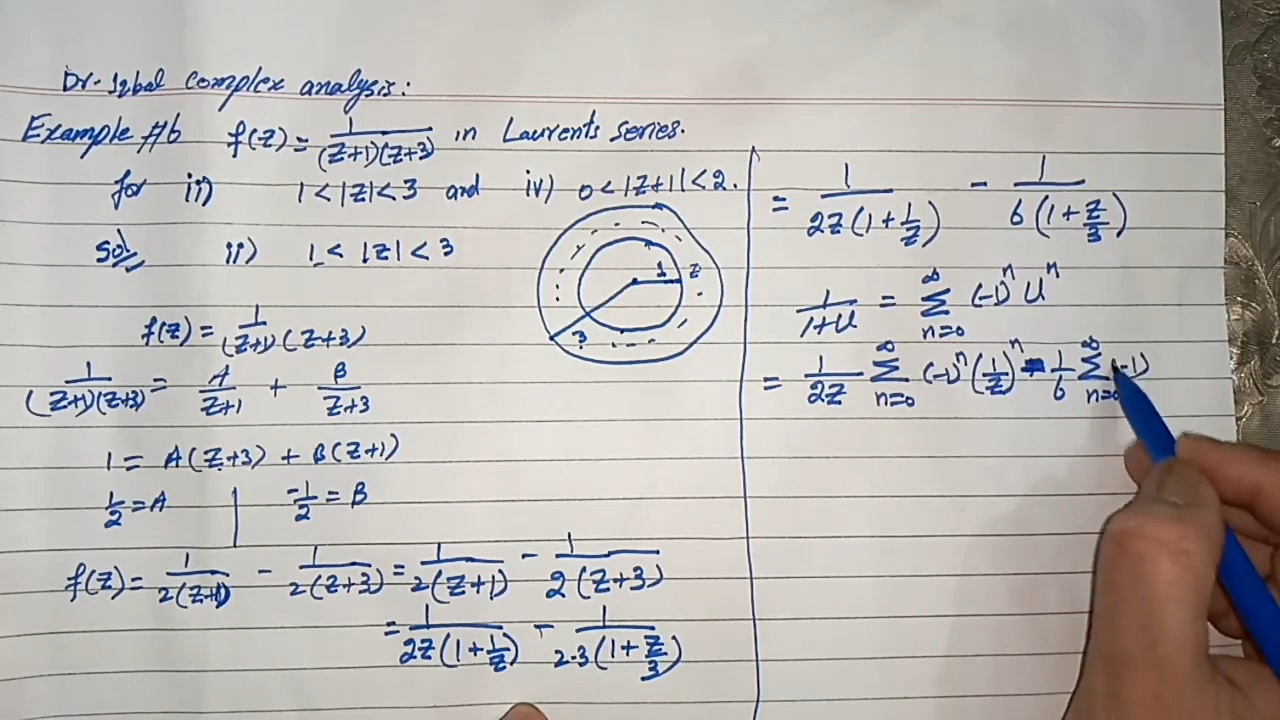 Dr. Iqbal complex analysis:
Example #6 f(z) = 1/((z+1)(z+3)) in Laurents series.
for ii) 1 < |z| < 3 and iv) 0 < |z+1| < 2.
Sol ii) 1 < |z| < 3
1 z
3
f(z) = 1/((z+1)(z+3))
1/((z+1)(z+3)) = A/(z+1) + B/(z+3)
1 = A(z+3) + B(z+1)
1/2 = A | -1/2 = B
f(z) = 1/(2(z+1)) - 1/(2(z+3)) = 1/(2(z+1)) - 1/(2(z+3))
= 1/(2z(1+1/z)) - 1/(2·3(1+z/3))
= 1/(2z(1+1/z)) - 1/(6(1+z/3))
1/(1+u) = ∑_{n=0}^{∞} (-1)^n u^n
= 1/(2z) ∑_{n=0}^{∞} (-1)^n (1/z)^n - 1/6 ∑_{n=0}^{∞} (-1)